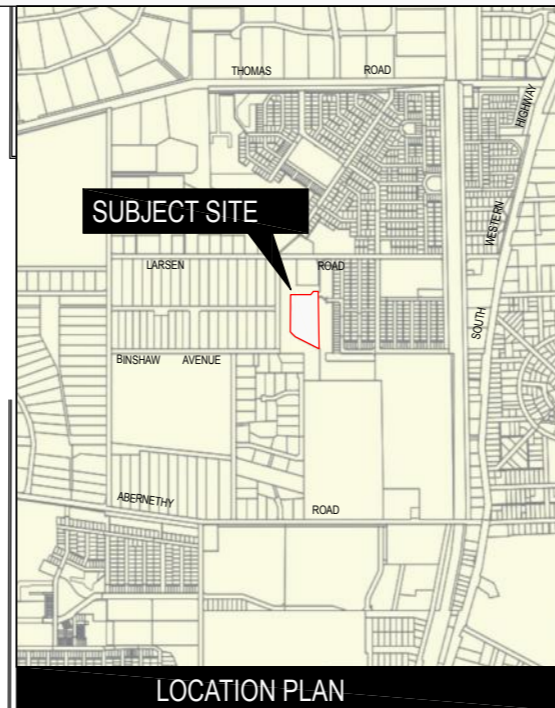 THOMAS ROAD
HIGHWAY
WESTERN
SOUTH
SUBJECT SITE
LARSEN ROAD
BINSHAW AVENUE
ABERNETHY ROAD
LOCATION PLAN